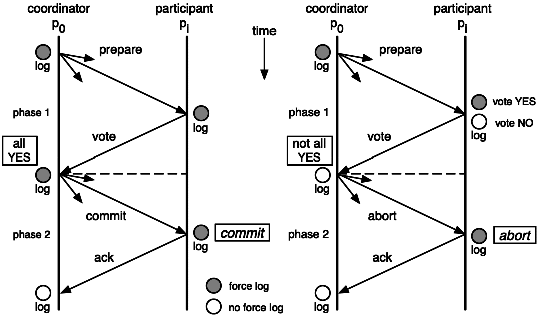 coordinator
p0
participant
pi
time
log
prepare
phase 1
log
vote
all
YES
log
commit
phase 2
commit
log
ack
log
force log
no force log
coordinator
p0
participant
pi
log
prepare
phase 1
vote YES
vote NO
log
vote
not all
YES
log
abort
phase 2
abort
log
ack
log